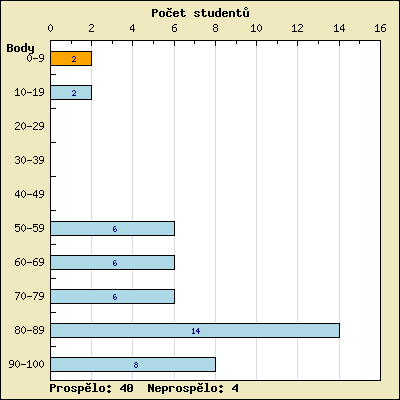 Počet studentů
0 2 4 6 8 10 12 14 16
Body
0-9 2
10-19 2
20-29
30-39
40-49
50-59 6
60-69 6
70-79 6
80-89 14
90-100 8
Prospělo: 40 Neprospělo: 4